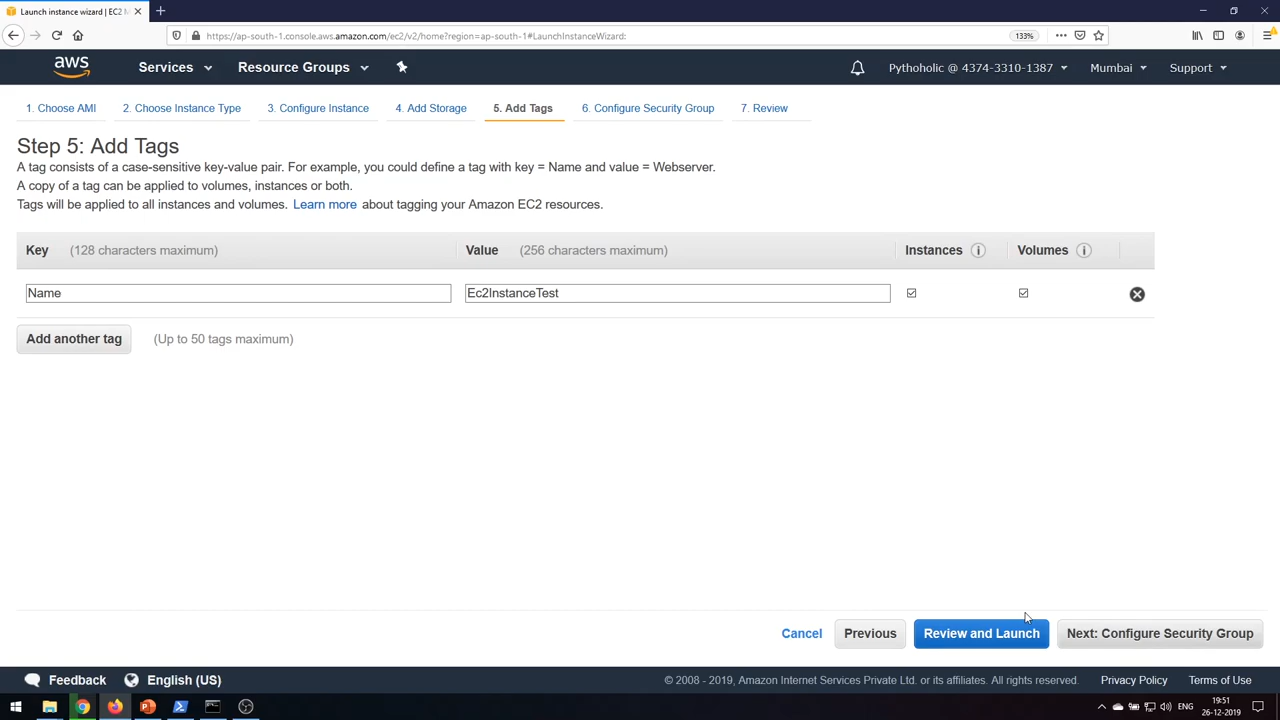 Launch instance wizard | EC2 M
https://ap-south-1.console.aws.amazon.com/ec2/v2/home?region=ap-south-1#LaunchInstanceWizard:
133%
aws
Services
Resource Groups
Pythoholic @ 4374-3310-1387
Mumbai
Support
1. Choose AMI
2. Choose Instance Type
3. Configure Instance
4. Add Storage
5. Add Tags
6. Configure Security Group
7. Review
Step 5: Add Tags
A tag consists of a case-sensitive key-value pair. For example, you could define a tag with key = Name and value = Webserver.
A copy of a tag can be applied to volumes, instances or both.
Tags will be applied to all instances and volumes. Learn more about tagging your Amazon EC2 resources.
Key (128 characters maximum)
Value (256 characters maximum)
Instances
Volumes
Name
Ec2InstanceTest
Add another tag
(Up to 50 tags maximum)
Cancel
Previous
Review and Launch
Next: Configure Security Group
Feedback
English (US)
© 2008 - 2019, Amazon Internet Services Private Ltd. or its affiliates. All rights reserved.
Privacy Policy
Terms of Use
ENG
19:51
26-12-2019